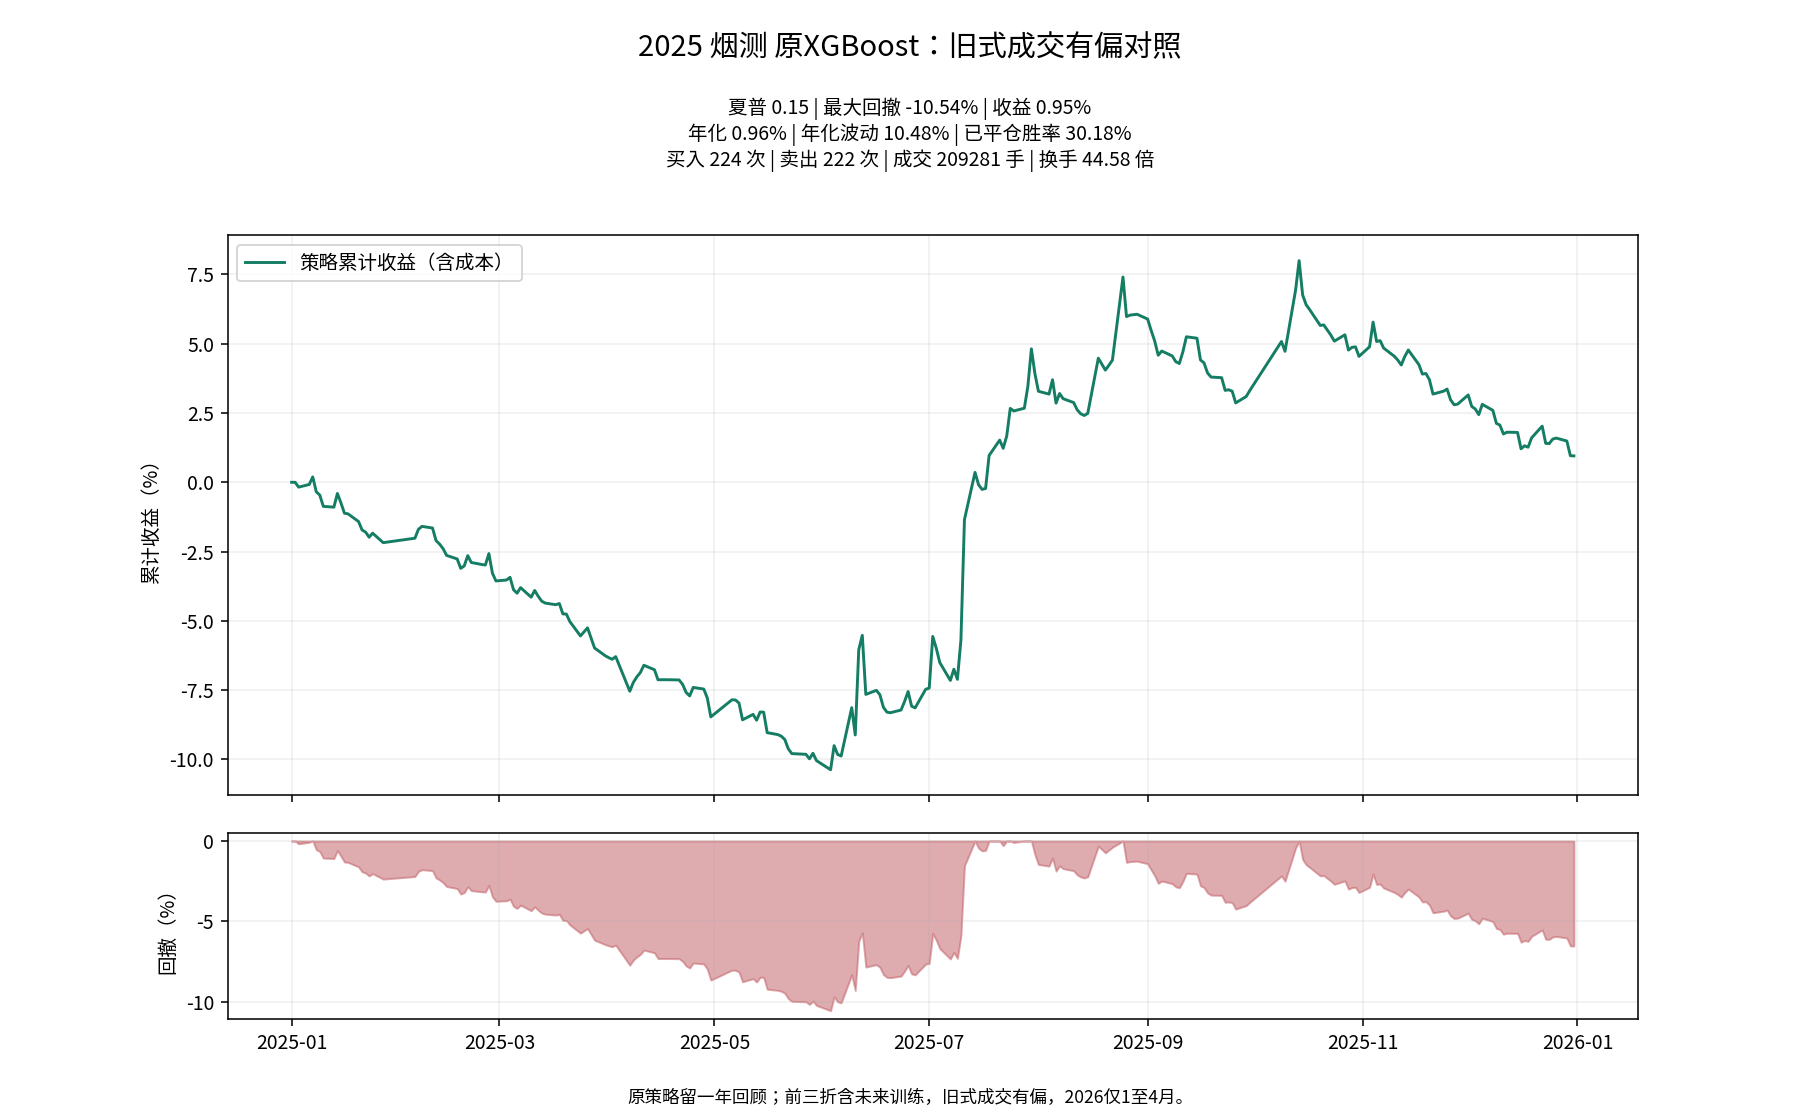 2025 烟测 原XGBoost：旧式成交有偏对照
夏普 0.15 | 最大回撤 -10.54% | 收益 0.95%
年化 0.96% | 年化波动 10.48% | 已平仓胜率 30.18%
买入 224 次 | 卖出 222 次 | 成交 209281 手 | 换手 44.58 倍
策略累计收益（含成本）
累计收益（%）
7.5
5.0
2.5
0.0
-2.5
-5.0
-7.5
-10.0
回撤（%）
0
-5
-10
2025-01
2025-03
2025-05
2025-07
2025-09
2025-11
2026-01
原策略留一年回顾；前三折含未来训练，旧式成交有偏，2026仅1至4月。